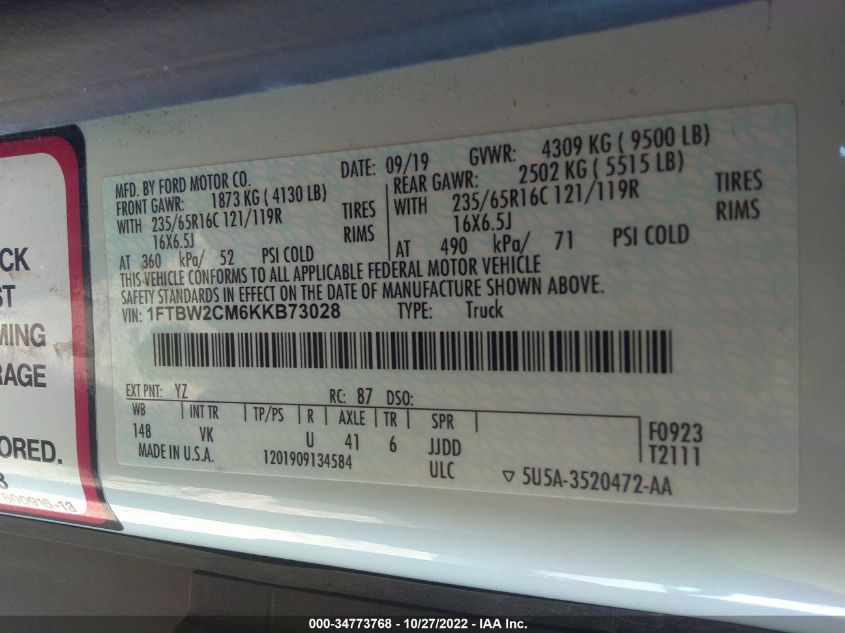 MFD. BY FORD MOTOR CO. DATE: 09/19 GVWR: 4309 KG ( 9500 LB)
FRONT GAWR: 1873 KG ( 4130 LB) REAR GAWR: 2502 KG ( 5515 LB)
WITH 235/65R16C 121/119R TIRES WITH 235/65R16C 121/119R TIRES
16X6.5J RIMS 16X6.5J RIMS
AT 360 kPa/ 52 PSI COLD AT 490 kPa/ 71 PSI COLD
THIS VEHICLE CONFORMS TO ALL APPLICABLE FEDERAL MOTOR VEHICLE
SAFETY STANDARDS IN EFFECT ON THE DATE OF MANUFACTURE SHOWN ABOVE.
VIN: 1FTBW2CM6KKB73028 TYPE: Truck
EXT PNT: YZ RC: 87 DSO:
WB INT TR TP/PS R AXLE TR SPR
148 VK U 41 6 JJDD F0923
MADE IN U.S.A. 1201909134584 ULC T2111
▽ 5U5A-3520472-AA
CK
ST
MING
RAGE
ORED.
8
R00916-13
000-34773768 - 10/27/2022 - IAA Inc.